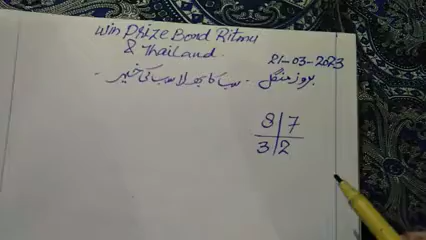 Win Prize Bond Ritmu
& Thailand.
21-03-2023
بروز منگل - سب کا بھلا سب کی خیر -
8 | 7
3 | 2